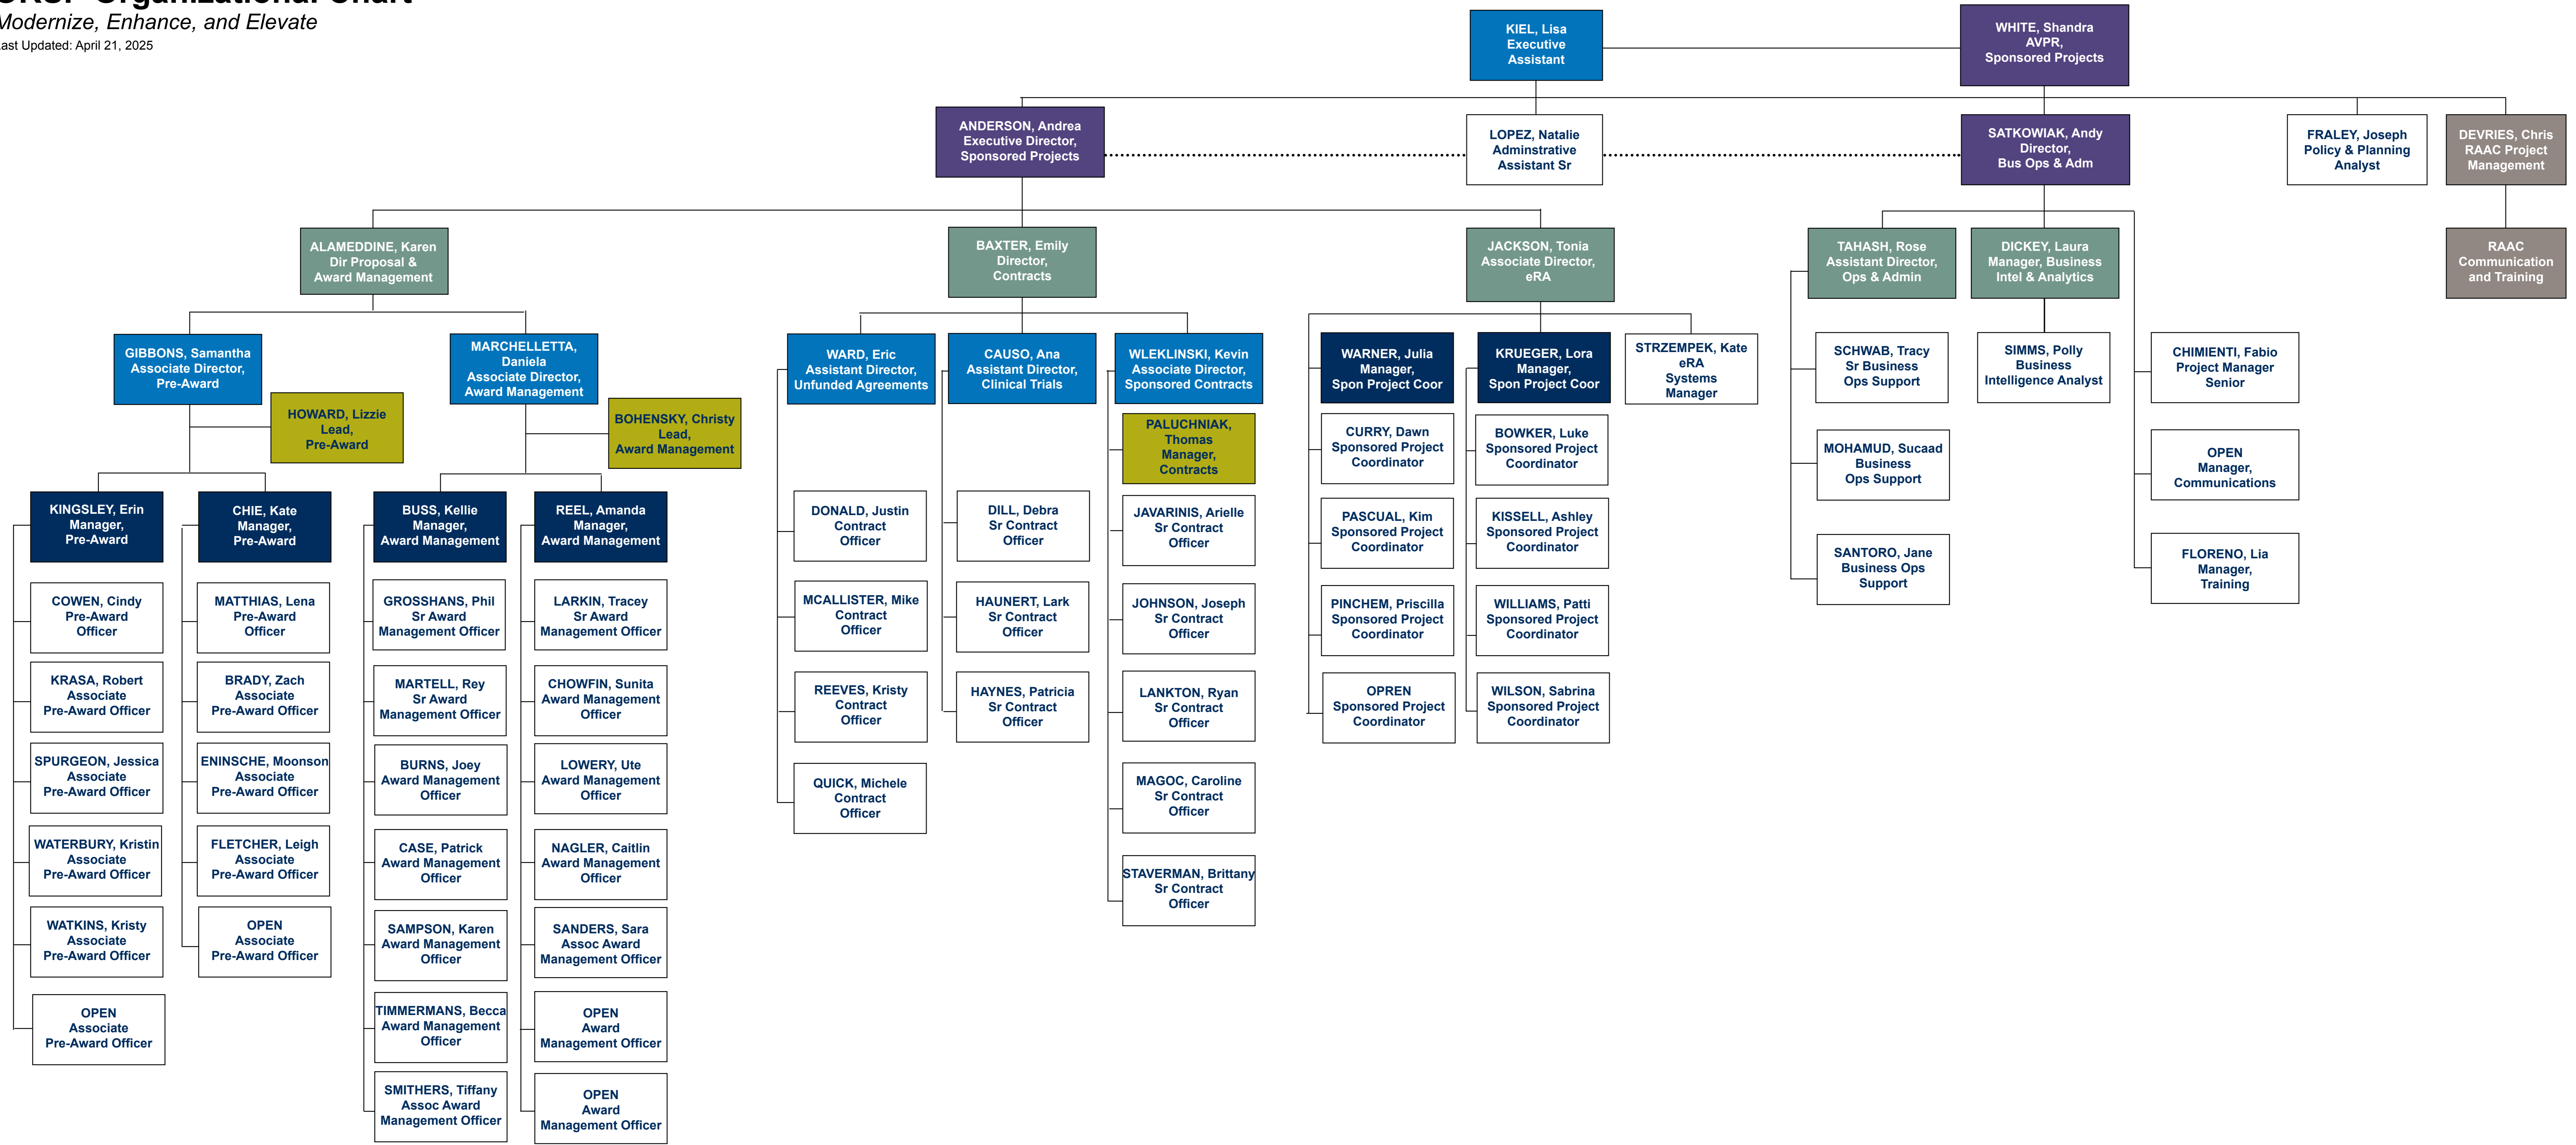 Organizational Chart
Modernize, Enhance, and Elevate
Last Updated: April 21, 2025
KIEL, Lisa
Executive
Assistant
WHITE, Shandra
AVPR,
Sponsored Projects
ANDERSON, Andrea
Executive Director,
Sponsored Projects
LOPEZ, Natalie
Adminstrative
Assistant Sr
SATKOWIAK, Andy
Director,
Bus Ops & Adm
FRALEY, Joseph
Policy & Planning
Analyst
DEVRIES, Chris
RAAC Project
Management
ALAMEDDINE, Karen
Dir Proposal &
Award Management
BAXTER, Emily
Director,
Contracts
JACKSON, Tonia
Associate Director,
eRA
TAHASH, Rose
Assistant Director,
Ops & Admin
DICKEY, Laura
Manager, Business
Intel & Analytics
RAAC
Communication
and Training
GIBBONS, Samantha
Associate Director,
Pre-Award
MARCHELLETTA,
Daniela
Associate Director,
Award Management
HOWARD, Lizzie
Lead,
Pre-Award
BOHENSKY, Christy
Lead,
Award Management
WARD, Eric
Assistant Director,
Unfunded Agreements
CAUSO, Ana
Assistant Director,
Clinical Trials
WLEKLINSKI, Kevin
Associate Director,
Sponsored Contracts
PALUCHNIAK,
Thomas
Manager,
Contracts
WARNER, Julia
Manager,
Spon Project Coor
KRUEGER, Lora
Manager,
Spon Project Coor
STRZEMPEK, Kate
eRA
Systems
Manager
SCHWAB, Tracy
Sr Business
Ops Support
SIMMS, Polly
Business
Intelligence Analyst
CHIMIENTI, Fabio
Project Manager
Senior
MOHAMUD, Sucaad
Business
Ops Support
OPEN
Manager,
Communications
SANTORO, Jane
Business Ops
Support
FLORENO, Lia
Manager,
Training
KINGSLEY, Erin
Manager,
Pre-Award
COWEN, Cindy
Pre-Award
Officer
KRASA, Robert
Associate
Pre-Award Officer
SPURGEON, Jessica
Associate
Pre-Award Officer
WATERBURY, Kristin
Associate
Pre-Award Officer
WATKINS, Kristy
Associate
Pre-Award Officer
OPEN
Associate
Pre-Award Officer
CHIE, Kate
Manager,
Pre-Award
MATTHIAS, Lena
Pre-Award
Officer
BRADY, Zach
Associate
Pre-Award Officer
ENINSCHE, Moonson
Associate
Pre-Award Officer
FLETCHER, Leigh
Associate
Pre-Award Officer
OPEN
Associate
Pre-Award Officer
BUSS, Kellie
Manager,
Award Management
GROSSHANS, Phil
Sr Award
Management Officer
MARTELL, Rey
Sr Award
Management Officer
BURNS, Joey
Award Management
Officer
CASE, Patrick
Award Management
Officer
SAMPSON, Karen
Award Management
Officer
TIMMERMANS, Becca
Award Management
Officer
SMITHERS, Tiffany
Assoc Award
Management Officer
REEL, Amanda
Manager,
Award Management
LARKIN, Tracey
Sr Award
Management Officer
CHOWFIN, Sunita
Award Management
Officer
LOWERY, Ute
Award Management
Officer
NAGLER, Caitlin
Award Management
Officer
SANDERS, Sara
Assoc Award
Management Officer
OPEN
Award
Management Officer
OPEN
Award
Management Officer
DONALD, Justin
Contract
Officer
MCALLISTER, Mike
Contract
Officer
REEVES, Kristy
Contract
Officer
QUICK, Michele
Contract
Officer
DILL, Debra
Sr Contract
Officer
HAUNERT, Lark
Sr Contract
Officer
HAYNES, Patricia
Sr Contract
Officer
JAVARINIS, Arielle
Sr Contract
Officer
JOHNSON, Joseph
Sr Contract
Officer
LANKTON, Ryan
Sr Contract
Officer
MAGOC, Caroline
Sr Contract
Officer
STAVERMAN, Brittany
Sr Contract
Officer
CURRY, Dawn
Sponsored Project
Coordinator
PASCUAL, Kim
Sponsored Project
Coordinator
PINCHEM, Priscilla
Sponsored Project
Coordinator
OPREN
Sponsored Project
Coordinator
BOWKER, Luke
Sponsored Project
Coordinator
KISSELL, Ashley
Sponsored Project
Coordinator
WILLIAMS, Patti
Sponsored Project
Coordinator
WILSON, Sabrina
Sponsored Project
Coordinator